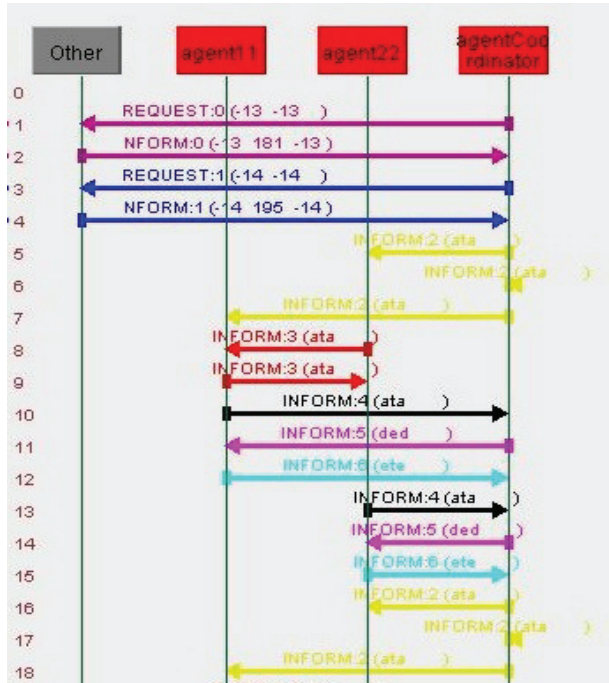 Other
agent11
agent22
agentCoo
rdinator
0
REQUEST:0 (-13 -13 )
1
NFORM:0 (-13 181 -13 )
2
REQUEST:1 (-14 -14 )
3
NFORM:1 (-14 195 -14 )
4
INFORM:2 (ata )
5
INFORM:2 (ata )
6
INFORM:2 (ata )
7
INFORM:3 (ata )
8
INFORM:3 (ata )
9
INFORM:4 (ata )
10
INFORM:5 (ded )
11
INFORM:6 (ete )
12
INFORM:4 (ata )
13
INFORM:5 (ded )
14
INFORM:6 (ete )
15
INFORM:2 (ata )
16
INFORM:2 (ata )
17
INFORM:2 (ata )
18